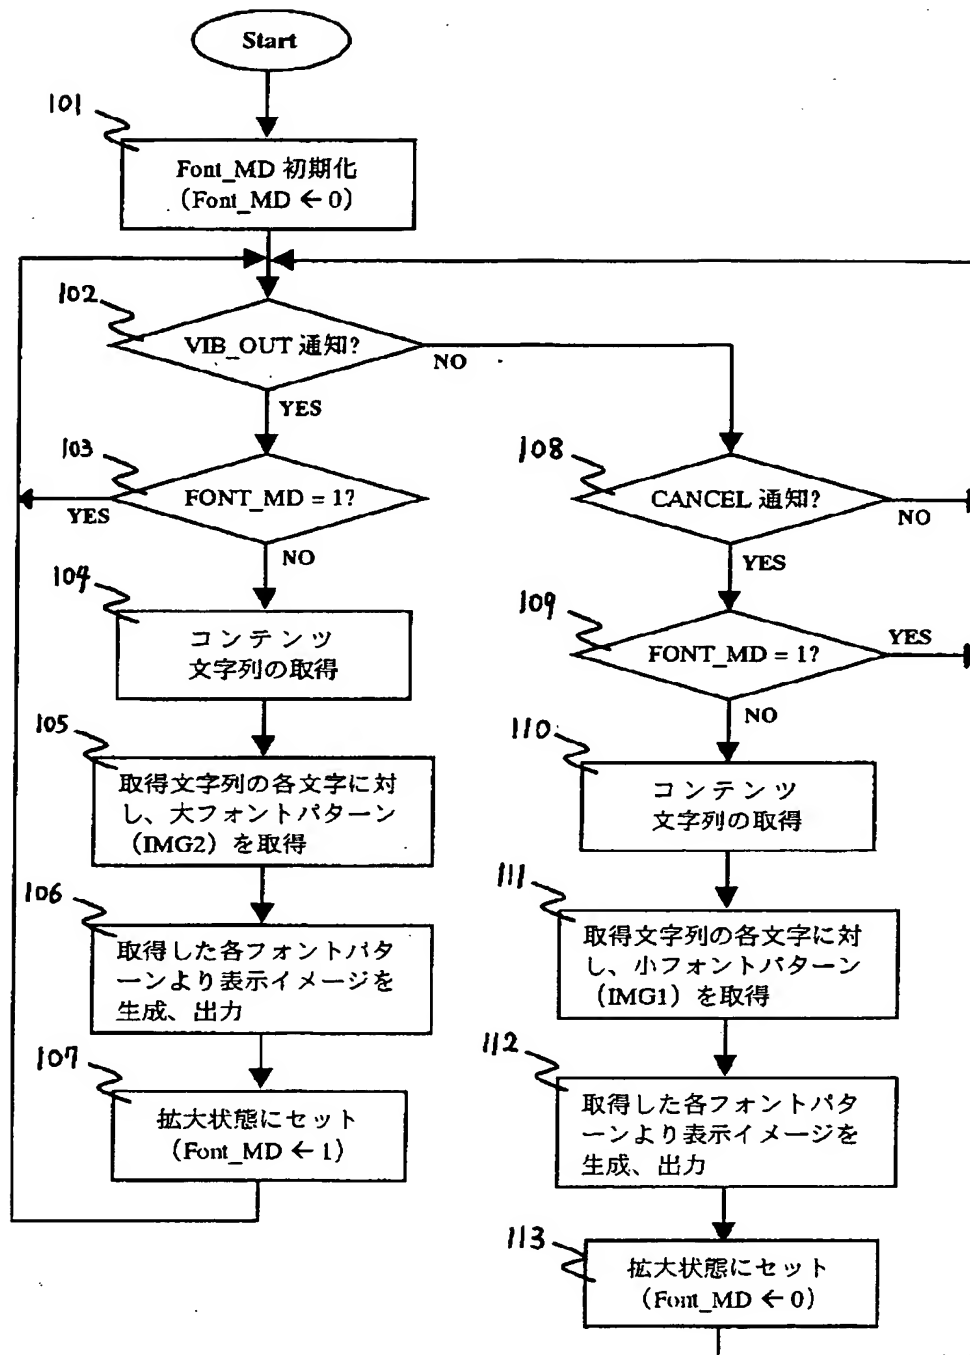 Start
101
Font_MD 初期化
(Font_MD ← 0)
102
VIB_OUT 通知?
NO
YES
103
FONT_MD = 1?
YES
NO
104
コンテンツ
文字列の取得
105
取得文字列の各文字に対
し、大フォントパターン
(IMG2)を取得
106
取得した各フォントパタ
ーンより表示イメージを
生成、出力
107
拡大状態にセット
(Font_MD ← 1)
108
CANCEL 通知?
NO
YES
109
FONT_MD = 1?
YES
NO
110
コンテンツ
文字列の取得
111
取得文字列の各文字に対
し、小フォントパターン
(IMG1)を取得
112
取得した各フォントパタ
ーンより表示イメージを
生成、出力
113
拡大状態にセット
(Font_MD ← 0)